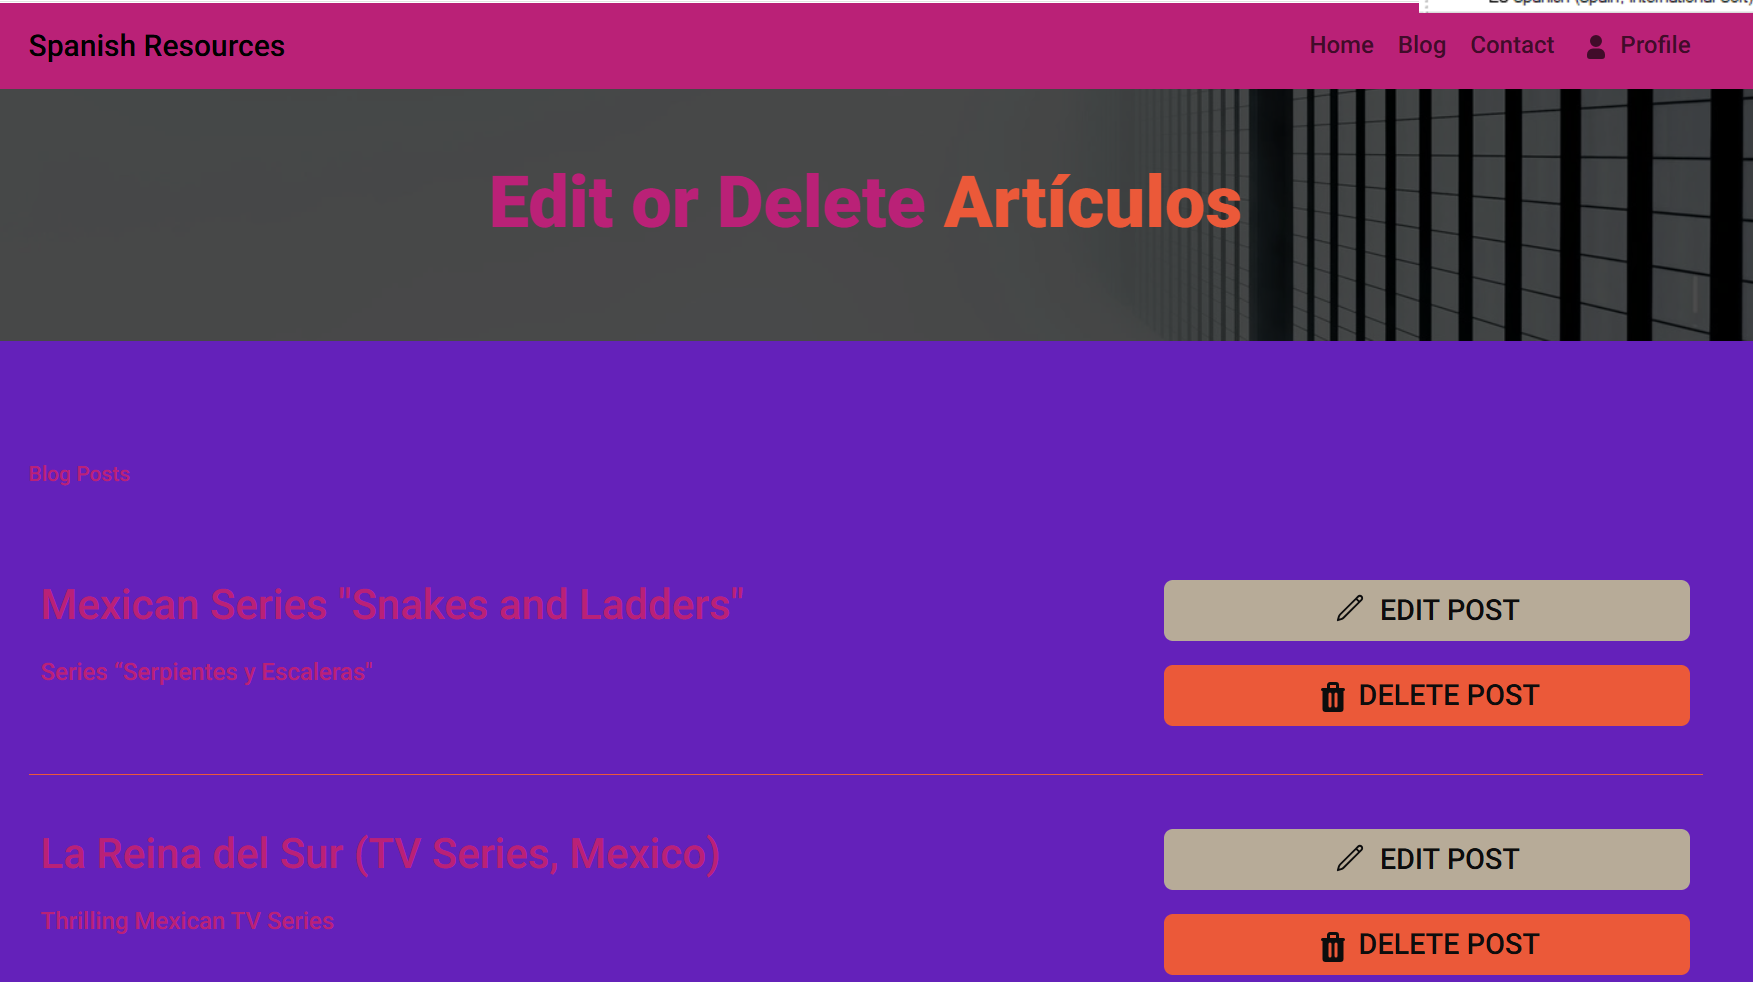 Spanish Resources
Home Blog Contact Profile
Edit or Delete Artículos
Blog Posts
Mexican Series "Snakes and Ladders"
Series “Serpientes y Escaleras"
EDIT POST
DELETE POST
La Reina del Sur (TV Series, Mexico)
Thrilling Mexican TV Series
EDIT POST
DELETE POST